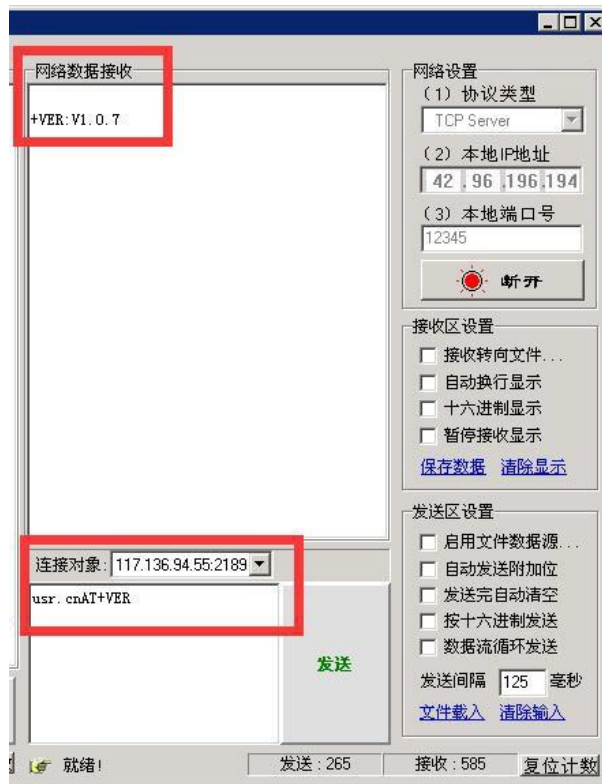 网络数据接收
+VER:V1.0.7
连接对象: 117.136.94.55:2189
usr.cnAT+VER
发送
网络设置
(1) 协议类型
TCP Server
(2) 本地IP地址
42 .96 .196.194
(3) 本地端口号
12345
断开
接收区设置
接收转向文件...
自动换行显示
十六进制显示
暂停接收显示
保存数据 清除显示
发送区设置
启用文件数据源...
自动发送附加位
发送完自动清空
按十六进制发送
数据流循环发送
发送间隔 125 毫秒
文件载入 清除输入
就绪! 发送:265 接收:585 复位计数